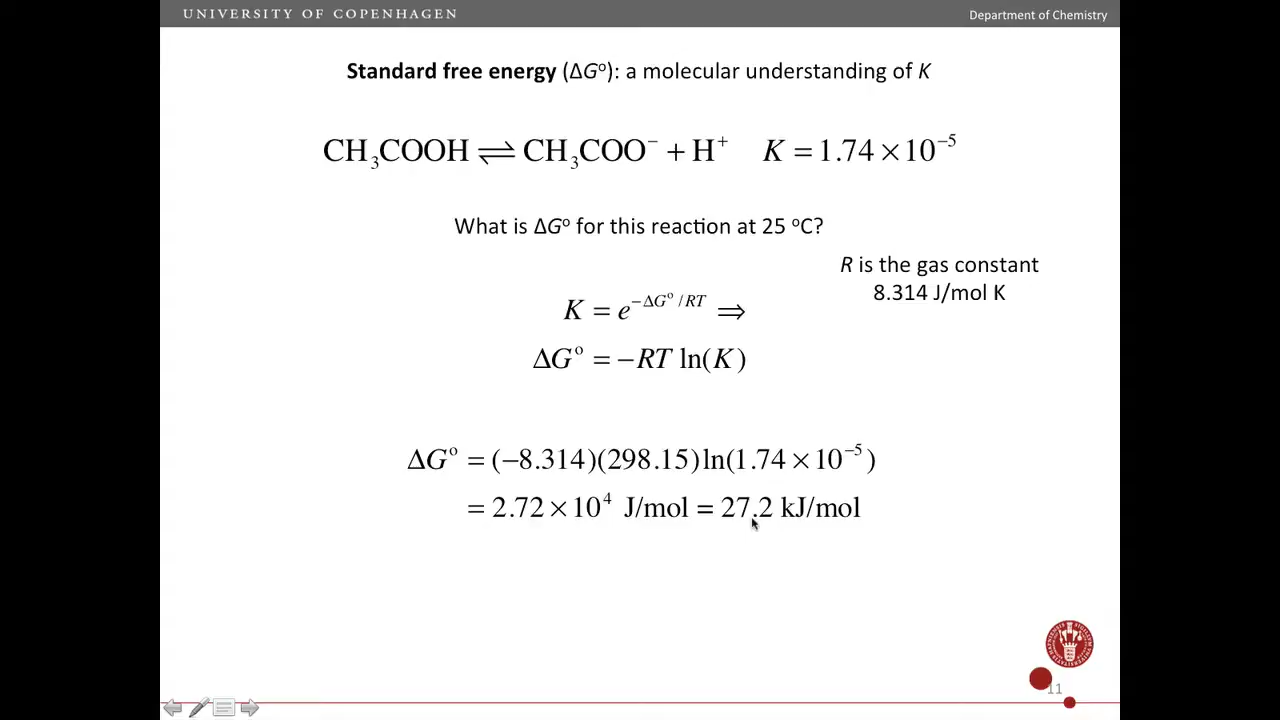 UNIVERSITY OF COPENHAGEN
Department of Chemistry
Standard free energy (ΔG°): a molecular understanding of K
CH₃COOH ⇌ CH₃COO⁻ + H⁺ K = 1.74 × 10⁻⁵
What is ΔG° for this reaction at 25 °C?
R is the gas constant
8.314 J/mol K
K = e^(−ΔG°/RT) ⇒
ΔG° = −RT ln(K)
ΔG° = (−8.314)(298.15)ln(1.74 × 10⁻⁵)
= 2.72 × 10⁴ J/mol = 27.2 kJ/mol
11